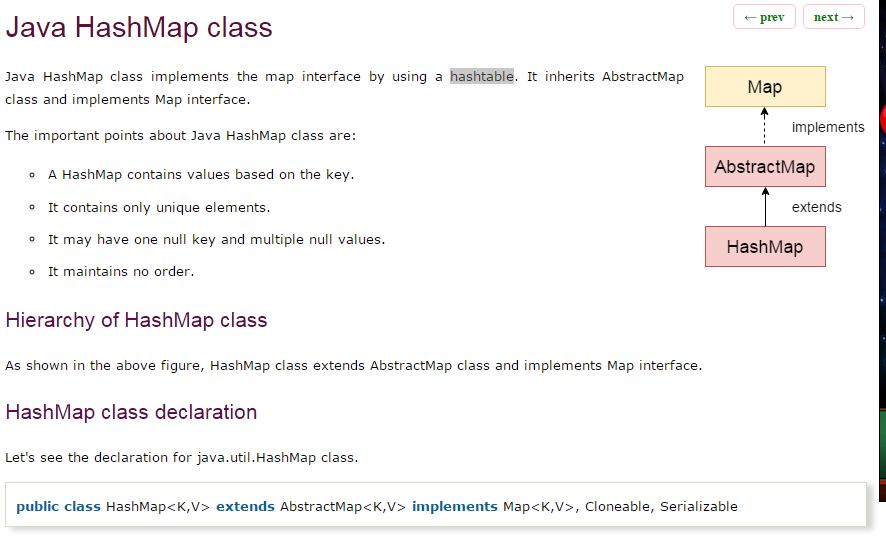 Java HashMap class
← prev
next →
Java HashMap class implements the map interface by using a hashtable. It inherits AbstractMap
class and implements Map interface.
The important points about Java HashMap class are:
A HashMap contains values based on the key.
It contains only unique elements.
It may have one null key and multiple null values.
It maintains no order.
Map
implements
AbstractMap
extends
HashMap
Hierarchy of HashMap class
As shown in the above figure, HashMap class extends AbstractMap class and implements Map interface.
HashMap class declaration
Let's see the declaration for java.util.HashMap class.
public class HashMap<K,V> extends AbstractMap<K,V> implements Map<K,V>, Cloneable, Serializable